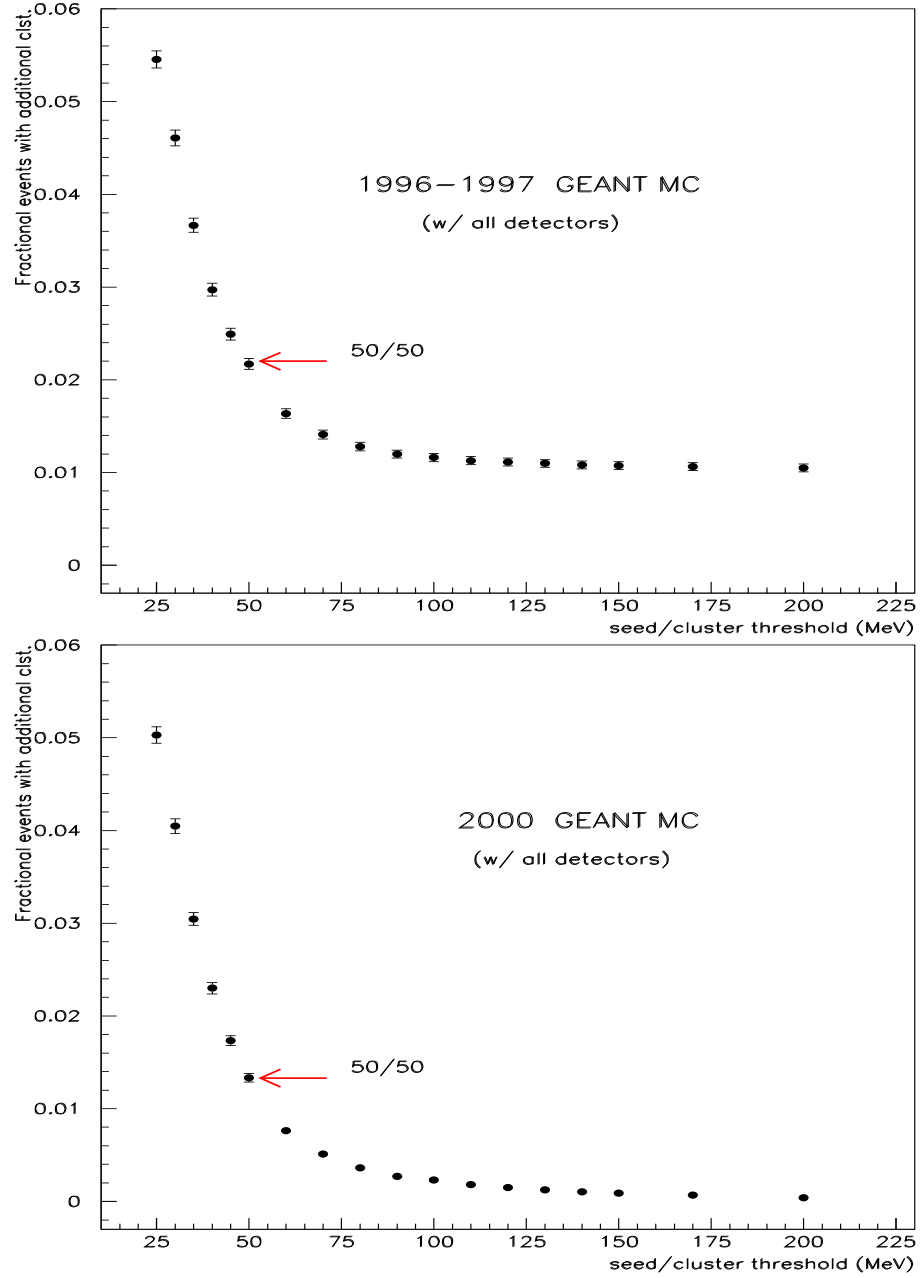 Fractional events with additional clst.
0.06
0.05
0.04
0.03
0.02
0.01
0
1996-1997 GEANT MC
(w/ all detectors)
50/50
25 50 75 100 125 150 175 200 225
seed/cluster threshold (MeV)
Fractional events with additional clst.
0.06
0.05
0.04
0.03
0.02
0.01
0
2000 GEANT MC
(w/ all detectors)
50/50
25 50 75 100 125 150 175 200 225
seed/cluster threshold (MeV)